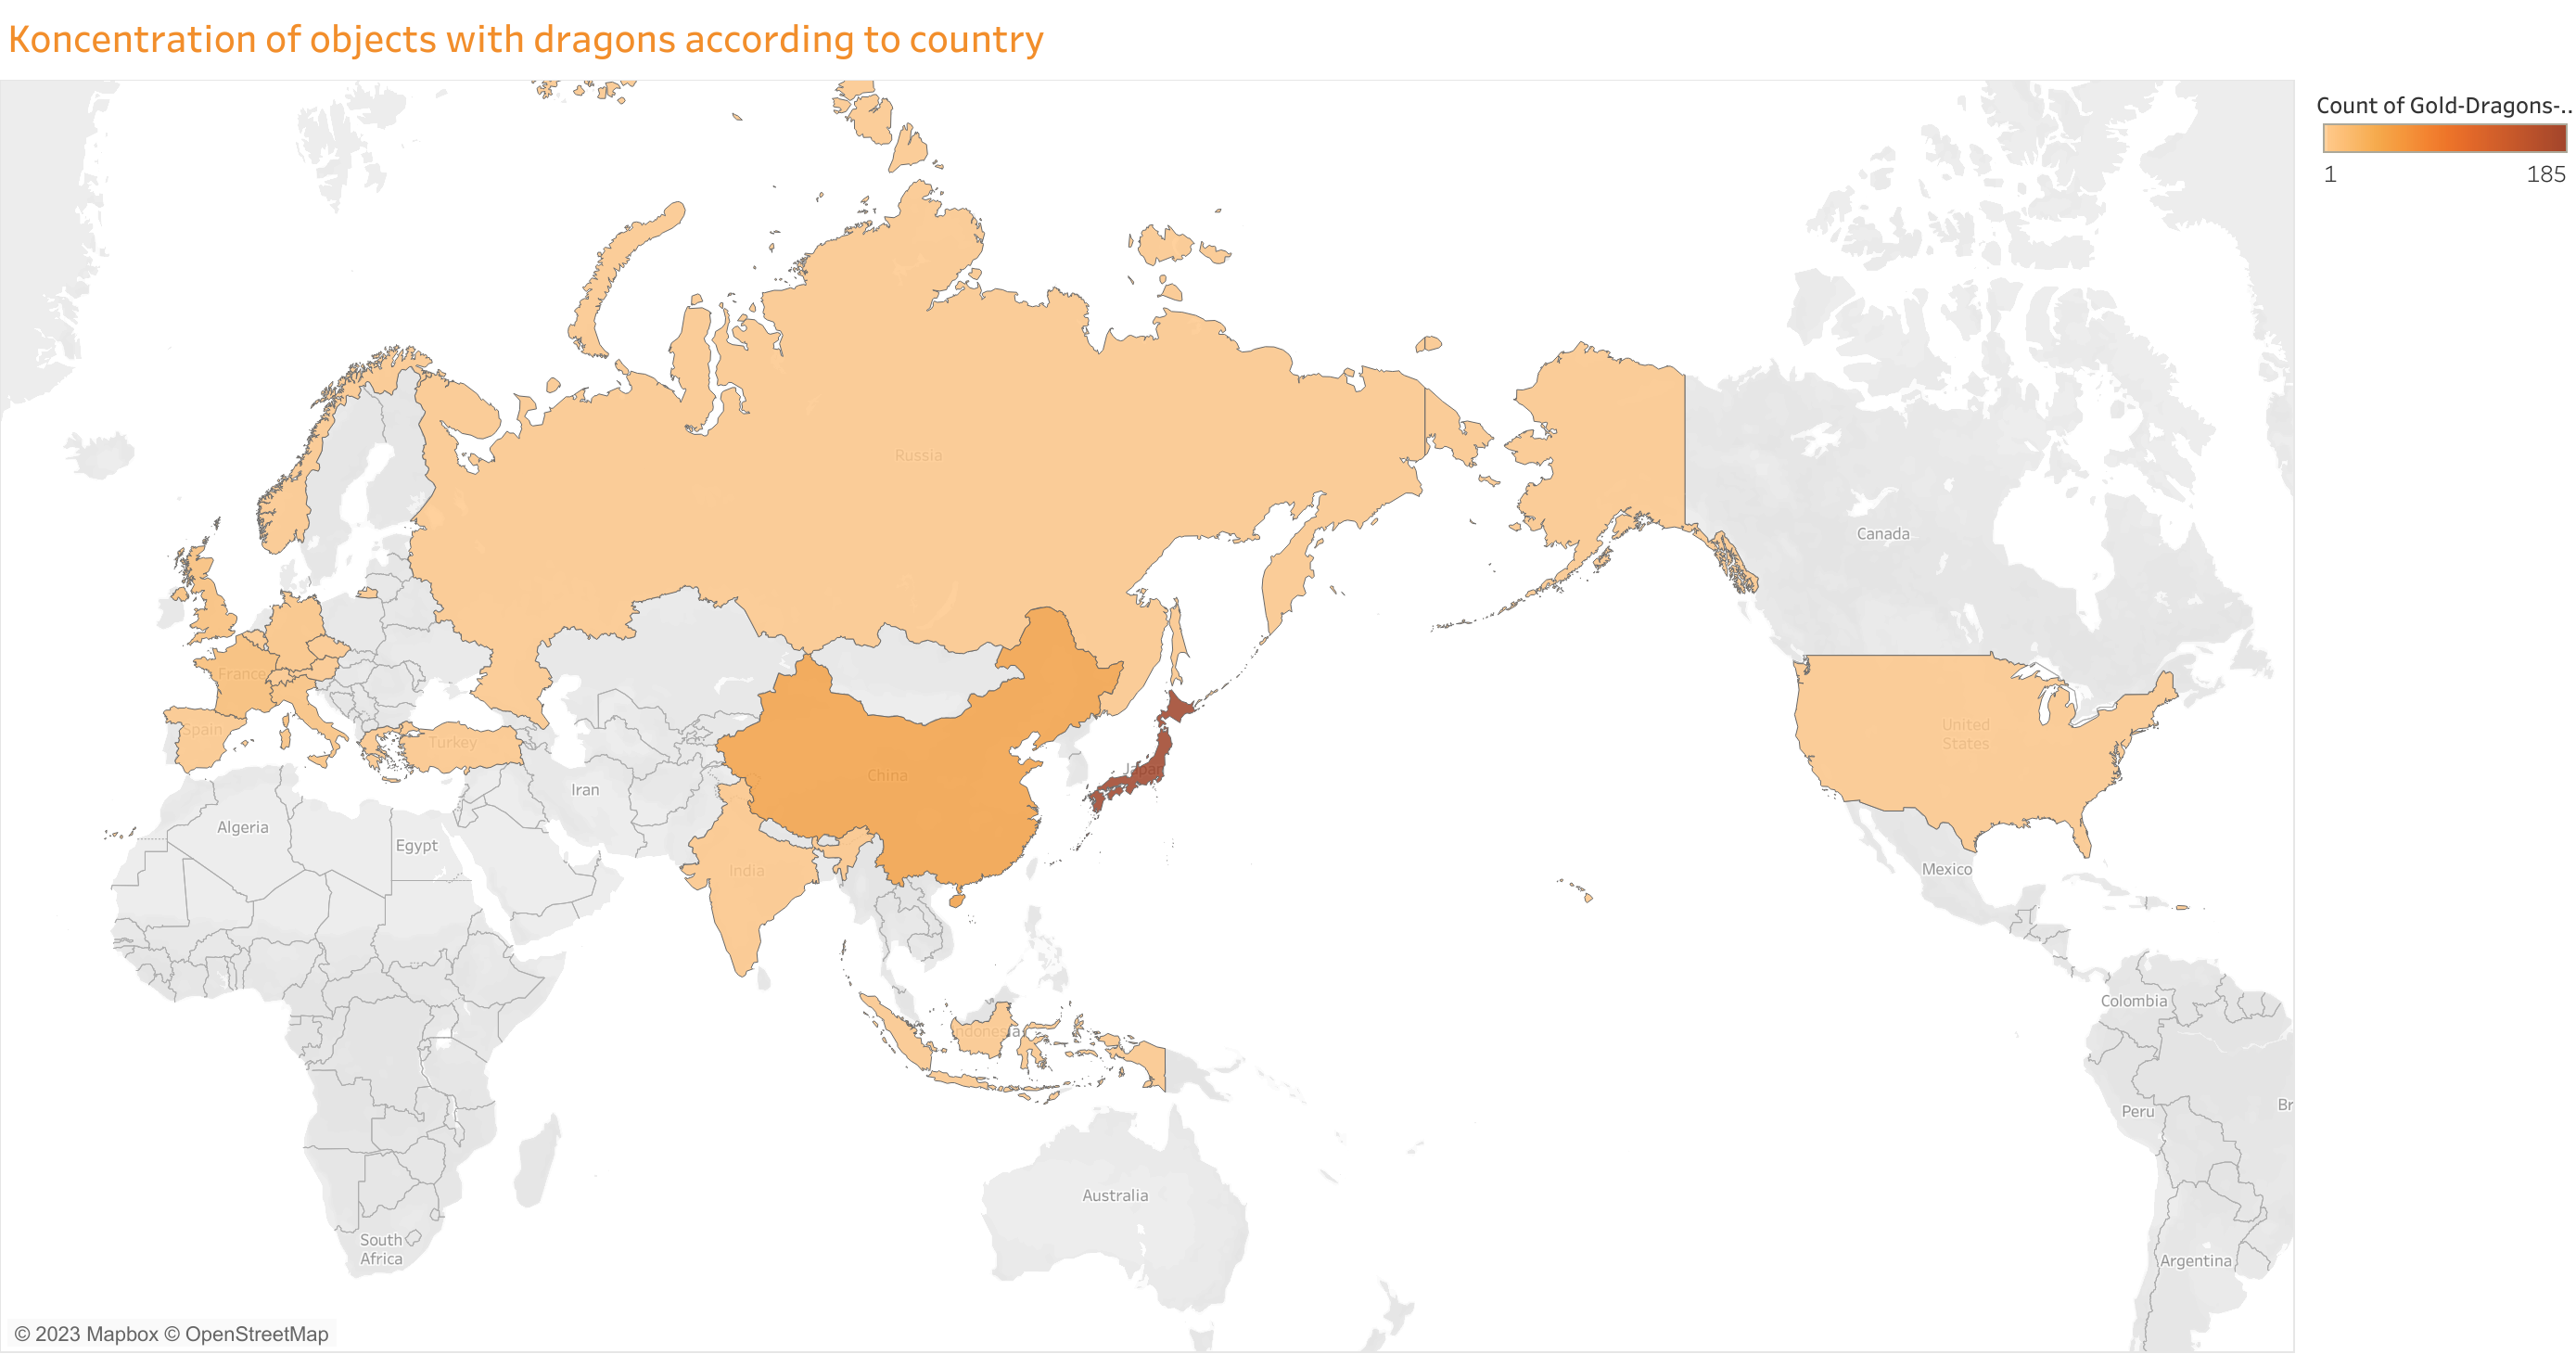 Koncentration of objects with dragons according to country
Count of Gold-Dragons-..
1 185
Russia
Canada
France
Spain
Turkey
United
States
Japan
China
Iran
Algeria
Egypt
India
Mexico
Colombia
Indonesia
Peru
Br
Australia
South
Africa
Argentina
© 2023 Mapbox © OpenStreetMap